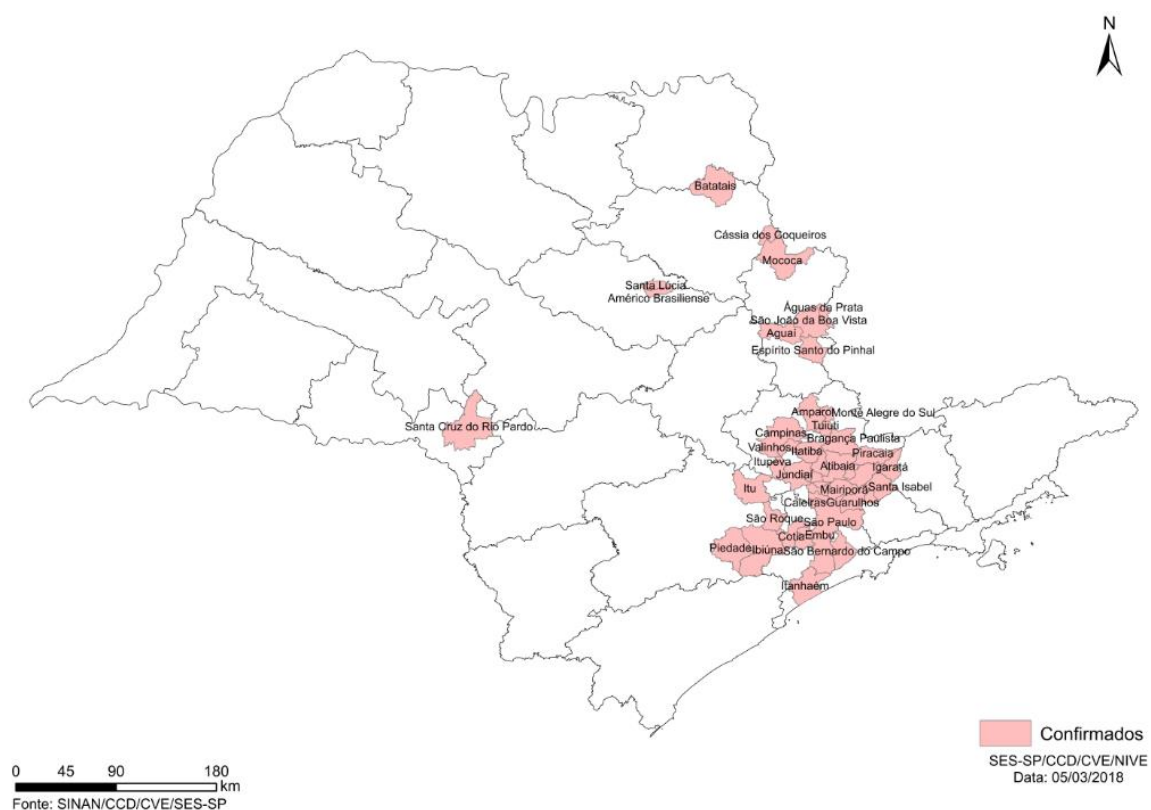 N
Batatais
Cássia dos Coqueiros
Mococa
Santa Lúcia
Américo Brasiliense
Águas da Prata
São João da Boa Vista
Aguaí
Espírito Santo do Pinhal
Santa Cruz do Rio Pardo
Amparo
Monte Alegre do Sul
Tuiuti
Campinas
Bragança Paulista
Valinhos
Itatiba
Piracaia
Itupeva
Atibaia
Igaratá
Jundiaí
Itu
Mairiporã
Santa Isabel
Caieiras
Guarulhos
São Roque
São Paulo
Cotia
Embu
Piedade
Ibiúna
São Bernardo do Campo
Itanhaém
Confirmados
SES-SP/CCD/CVE/NIVE
Data: 05/03/2018
0 45 90 180
km
Fonte: SINAN/CCD/CVE/SES-SP